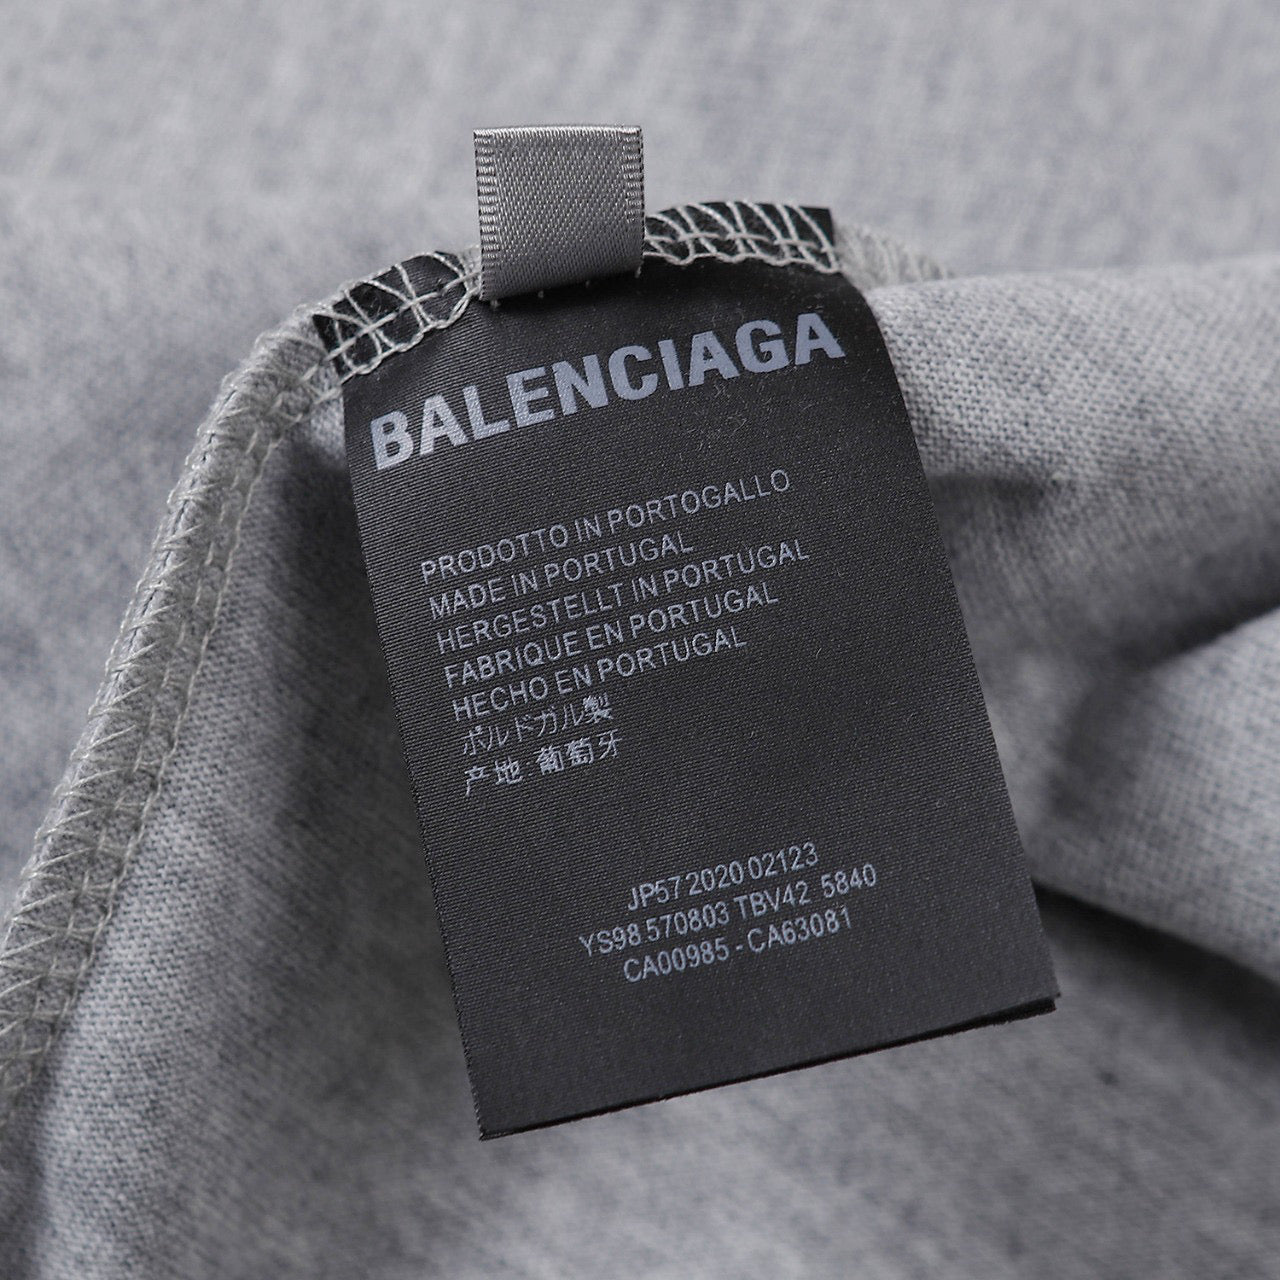 BALENCIAGA
PRODOTTO IN PORTOGALLO
MADE IN PORTUGAL
HERGESTELLT IN PORTUGAL
FABRIQUE EN PORTUGAL
HECHO EN PORTUGAL
ポルドガル製
产地 葡萄牙
JP57 2020 02123
YS98 570803 TBV42 5840
CA00985 - CA63081